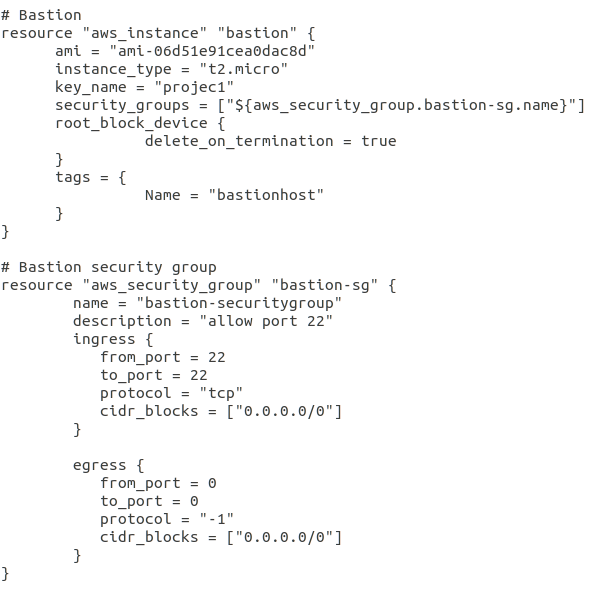 # Bastion
resource "aws_instance" "bastion" {
      ami = "ami-06d51e91cea0dac8d"
      instance_type = "t2.micro"
      key_name = "projec1"
      security_groups = ["${aws_security_group.bastion-sg.name}"]
      root_block_device {
                delete_on_termination = true
      }
      tags = {
                Name = "bastionhost"
      }
}

# Bastion security group
resource "aws_security_group" "bastion-sg" {
        name = "bastion-securitygroup"
        description = "allow port 22"
        ingress {
           from_port = 22
           to_port = 22
           protocol = "tcp"
           cidr_blocks = ["0.0.0.0/0"]
        }

        egress {
           from_port = 0
           to_port = 0
           protocol = "-1"
           cidr_blocks = ["0.0.0.0/0"]
        }
}